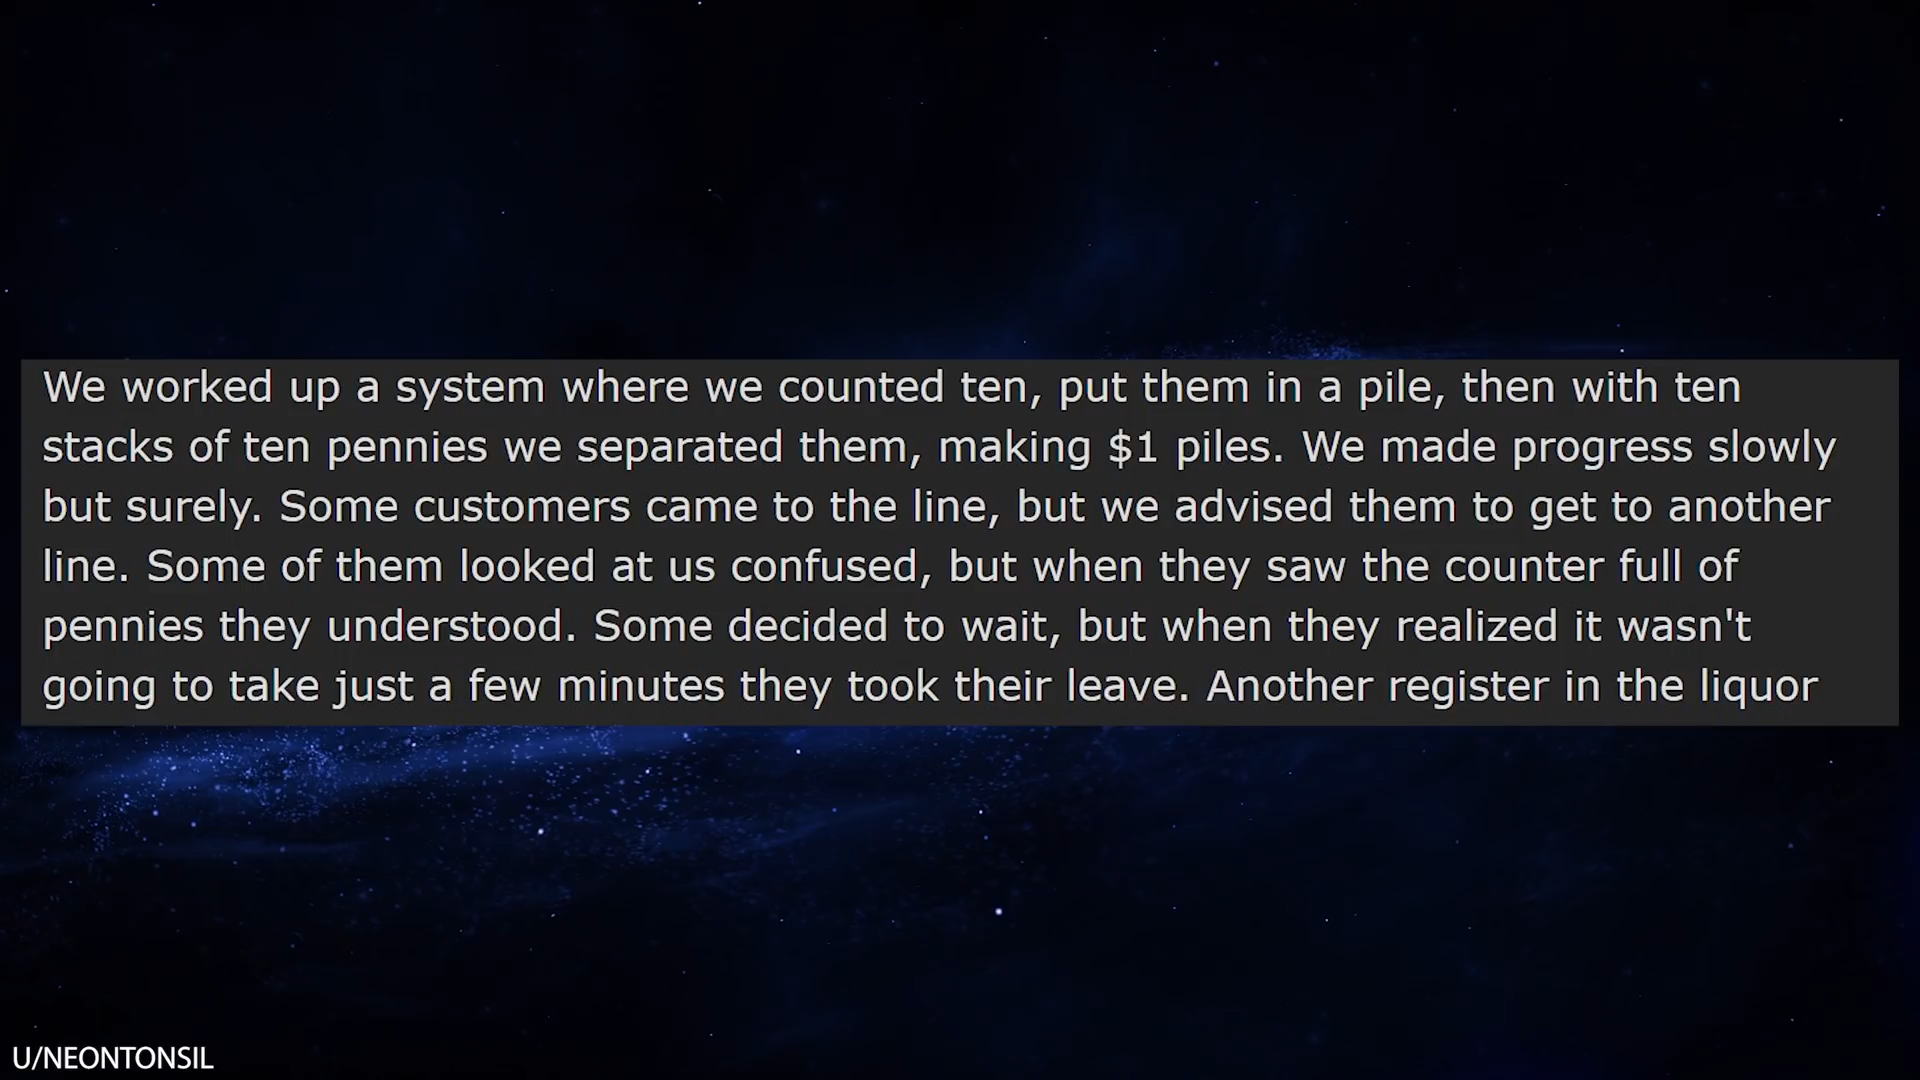 We worked up a system where we counted ten, put them in a pile, then with ten
stacks of ten pennies we separated them, making $1 piles. We made progress slowly
but surely. Some customers came to the line, but we advised them to get to another
line. Some of them looked at us confused, but when they saw the counter full of
pennies they understood. Some decided to wait, but when they realized it wasn't
going to take just a few minutes they took their leave. Another register in the liquor
U/NEONTONSIL